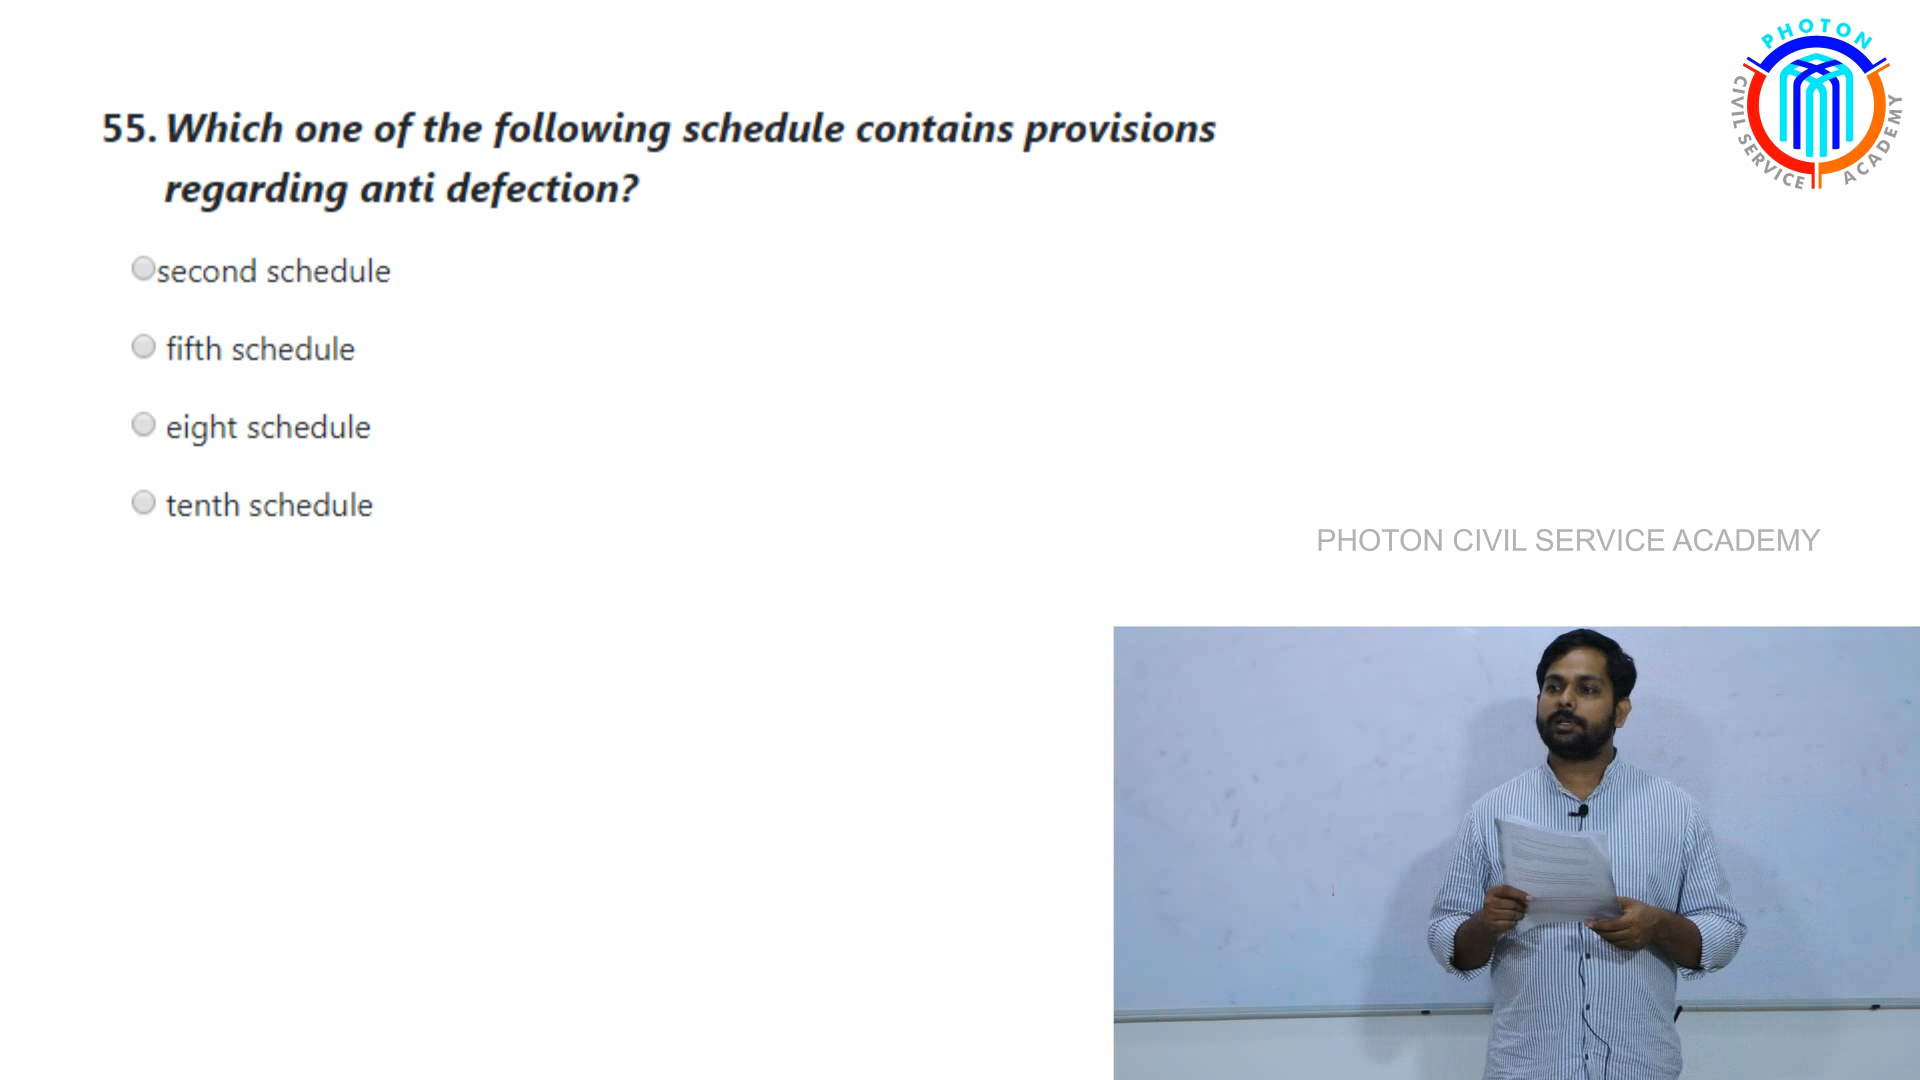 PHOTON
CIVIL SERVICE ACADEMY
55. Which one of the following schedule contains provisions
regarding anti defection?
second schedule
fifth schedule
eight schedule
tenth schedule
PHOTON CIVIL SERVICE ACADEMY